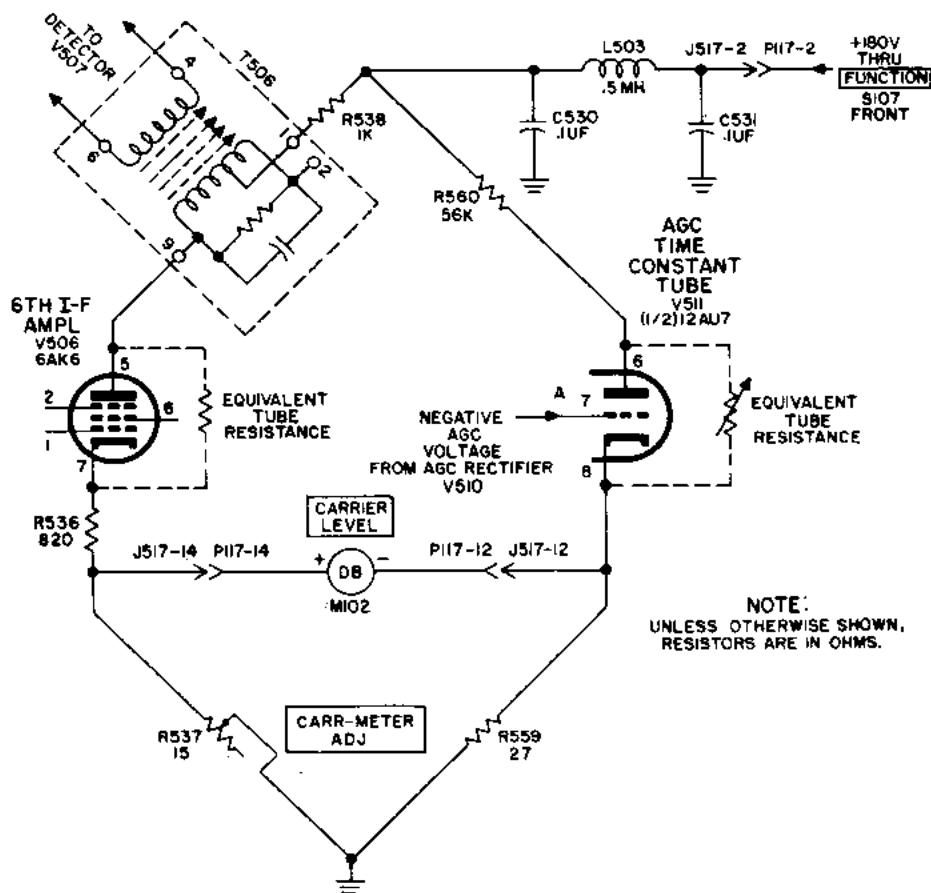 TO
DETECTOR
V507
4
6
T506
2
9
R538
1K
C530
.1UF
L503
.5MH
C531
.1UF
J517-2
P117-2
+180V
THRU
FUNCTION
S107
FRONT
R560
56K
AGC
TIME
CONSTANT
TUBE
V511
(1/2)12AU7
6TH I-F
AMPL
V506
6AK6
5
2
6
1
7
EQUIVALENT
TUBE
RESISTANCE
6
A
7
8
NEGATIVE
AGC
VOLTAGE
FROM AGC RECTIFIER
V510
EQUIVALENT
TUBE
RESISTANCE
R536
820
J517-14
P117-14
CARRIER
LEVEL
+
DB
-
M102
P117-12
J517-12
NOTE:
UNLESS OTHERWISE SHOWN,
RESISTORS ARE IN OHMS.
R537
15
CARR-METER
ADJ
R559
27